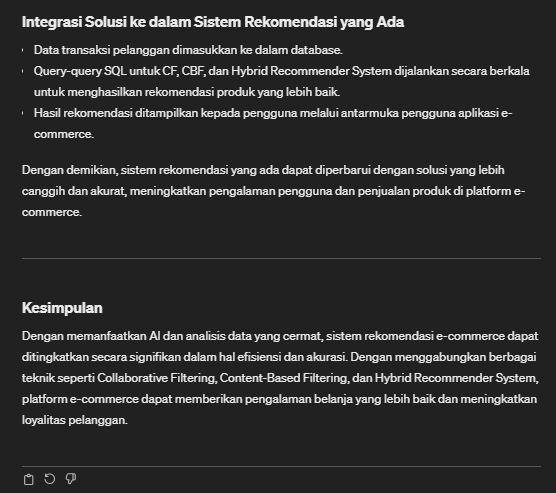 Integrasi Solusi ke dalam Sistem Rekomendasi yang Ada
• Data transaksi pelanggan dimasukkan ke dalam database.
• Query-query SQL untuk CF, CBF, dan Hybrid Recommender System dijalankan secara berkala
untuk menghasilkan rekomendasi produk yang lebih baik.
• Hasil rekomendasi ditampilkan kepada pengguna melalui antarmuka pengguna aplikasi e-
commerce.
Dengan demikian, sistem rekomendasi yang ada dapat diperbarui dengan solusi yang lebih
canggih dan akurat, meningkatkan pengalaman pengguna dan penjualan produk di platform e-
commerce.
Kesimpulan
Dengan memanfaatkan AI dan analisis data yang cermat, sistem rekomendasi e-commerce dapat
ditingkatkan secara signifikan dalam hal efisiensi dan akurasi. Dengan menggabungkan berbagai
teknik seperti Collaborative Filtering, Content-Based Filtering, dan Hybrid Recommender System,
platform e-commerce dapat memberikan pengalaman belanja yang lebih baik dan meningkatkan
loyalitas pelanggan.